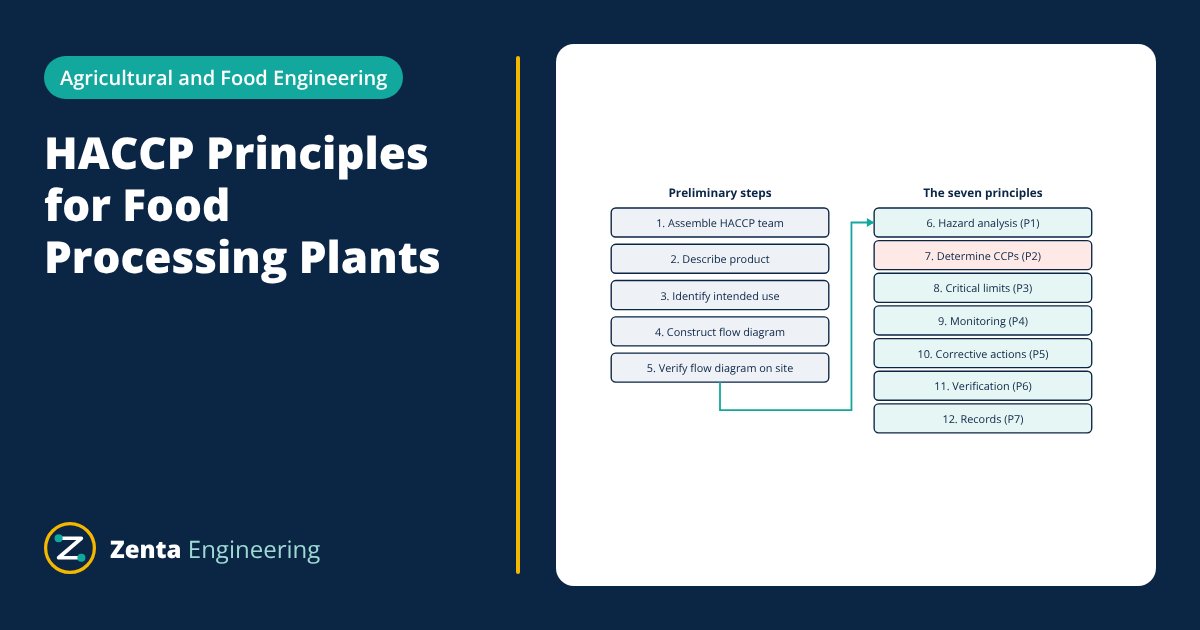 Agricultural and Food Engineering
HACCP Principles
for Food
Processing Plants
Zenta Engineering
Preliminary steps
1. Assemble HACCP team
2. Describe product
3. Identify intended use
4. Construct flow diagram
5. Verify flow diagram on site
The seven principles
6. Hazard analysis (P1)
7. Determine CCPs (P2)
8. Critical limits (P3)
9. Monitoring (P4)
10. Corrective actions (P5)
11. Verification (P6)
12. Records (P7)